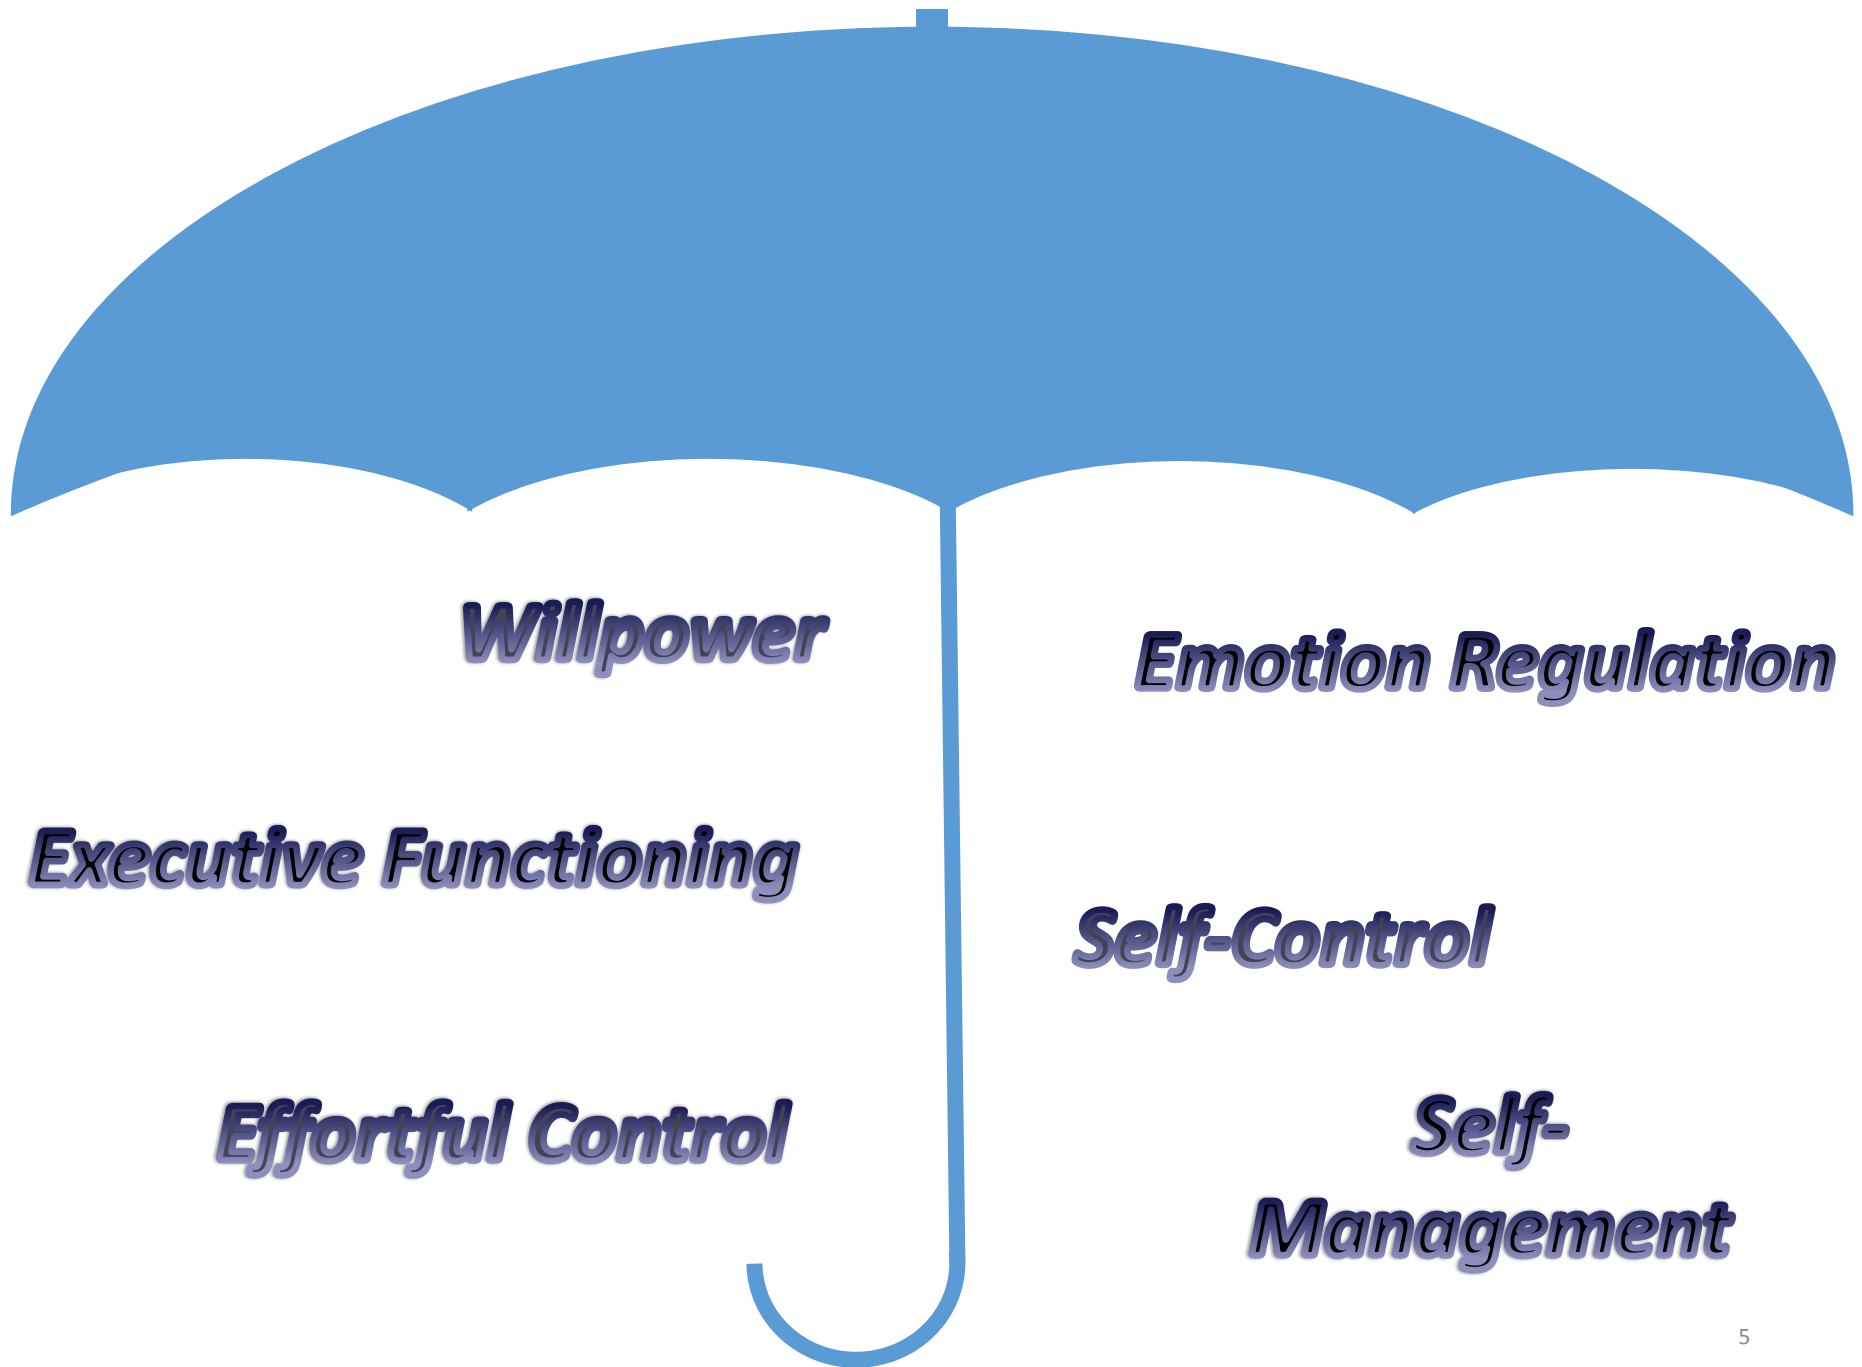 Willpower
Emotion Regulation
Executive Functioning
Self-Control
Effortful Control
Self-
Management
5